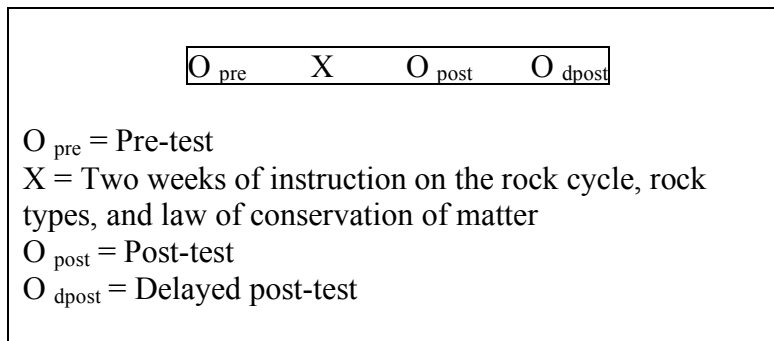 O pre X O post O dpost
O pre = Pre-test
X = Two weeks of instruction on the rock cycle, rock
types, and law of conservation of matter
O post = Post-test
O dpost = Delayed post-test